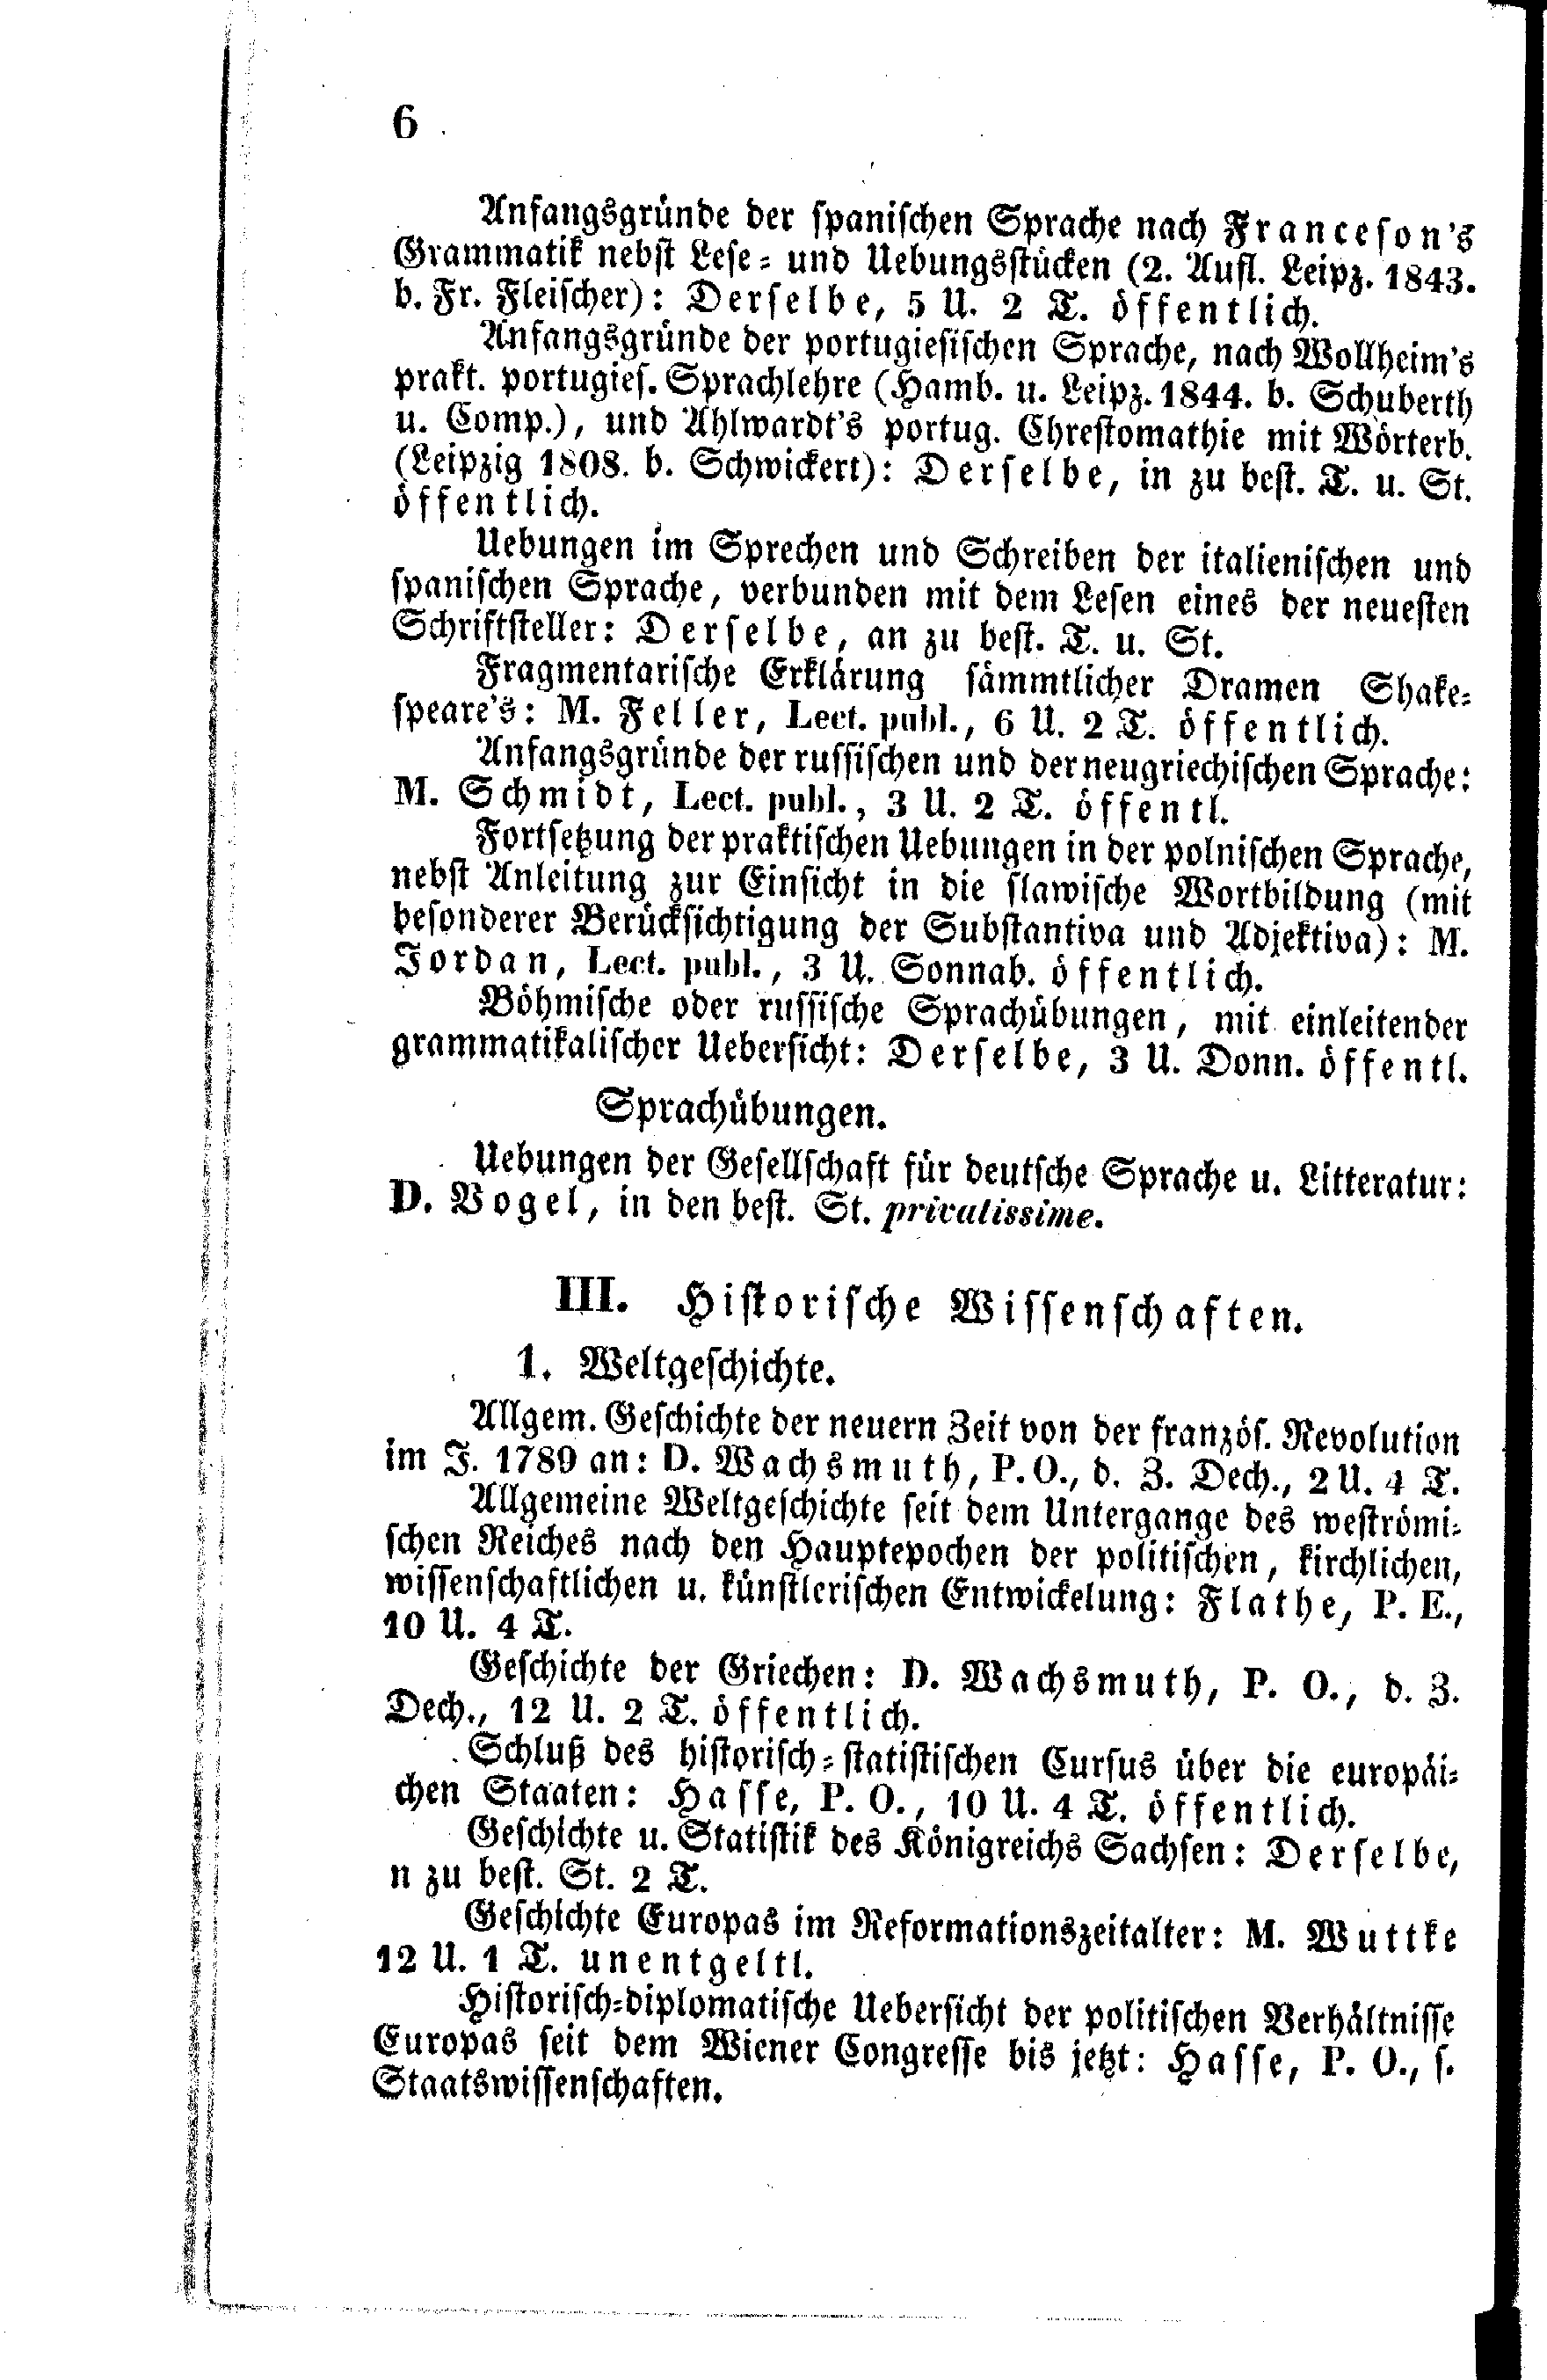 6
Anfangsgründe der spanischen Sprache nach Franceson's
Grammatik nebst Lese- und Uebungsstücken (2. Aufl. Leipz. 1843.
b. Fr. Fleischer): Derselbe, 5 U. 2 T. öffentlich.
Anfangsgründe der portugiesischen Sprache, nach Wollheim's
prakt. portugies. Sprachlehre (Hamb. u. Leipz. 1844. b. Schuberth
u. Comp.), und Ahlwardt's portug. Chrestomathie mit Wörterb.
(Leipzig 1808. b. Schwickert): Derselbe, in zu best. T. u. St.
öffentlich.
Uebungen im Sprechen und Schreiben der italienischen und
spanischen Sprache, verbunden mit dem Lesen eines der neuesten
Schriftsteller: Derselbe, an zu best. T. u. St.
Fragmentarische Erklärung sämmtlicher Dramen Shake-
speare's: M. Feller, Lect. publ., 6 U. 2 T. öffentlich.
Anfangsgründe der russischen und der neugriechischen Sprache:
M. Schmidt, Lect. publ., 3 U. 2 T. öffentl.
Fortsetzung der praktischen Uebungen in der polnischen Sprache,
nebst Anleitung zur Einsicht in die slawische Wortbildung (mit
besonderer Berücksichtigung der Substantiva und Adjektiva): M.
Jordan, Lect. publ., 3 U. Sonnab. öffentlich.
Böhmische oder russische Sprachübungen, mit einleitender
grammatikalischer Uebersicht: Derselbe, 3 U. Donn. öffentl.
Sprachübungen.
Uebungen der Gesellschaft für deutsche Sprache u. Litteratur:
D. Vogel, in den best. St. privatissime.
III. Historische Wissenschaften.
1. Weltgeschichte.
Allgem. Geschichte der neuern Zeit von der französ. Revolution
im J. 1789 an: D. Wachsmuth, P. O., d. Z. Dech., 2 U. 4 T.
Allgemeine Weltgeschichte seit dem Untergange des weströmi-
schen Reiches nach den Hauptepochen der politischen, kirchlichen,
wissenschaftlichen u. künstlerischen Entwickelung: Flathe, P. E.,
10 U. 4 T.
Geschichte der Griechen: D. Wachsmuth, P. O., d. Z.
Dech., 12 U. 2 T. öffentlich.
Schluß des historisch-statistischen Cursus über die europäi-
chen Staaten: Hasse, P. O., 10 U. 4 T. öffentlich.
Geschichte u. Statistik des Königreichs Sachsen: Derselbe,
n zu best. St. 2 T.
Geschichte Europas im Reformationszeitalter: M. Wuttke
12 U. 1 T. unentgeltl.
Historisch-diplomatische Uebersicht der politischen Verhältnisse
Europas seit dem Wiener Congresse bis jetzt: Hasse, P. O., s.
Staatswissenschaften.